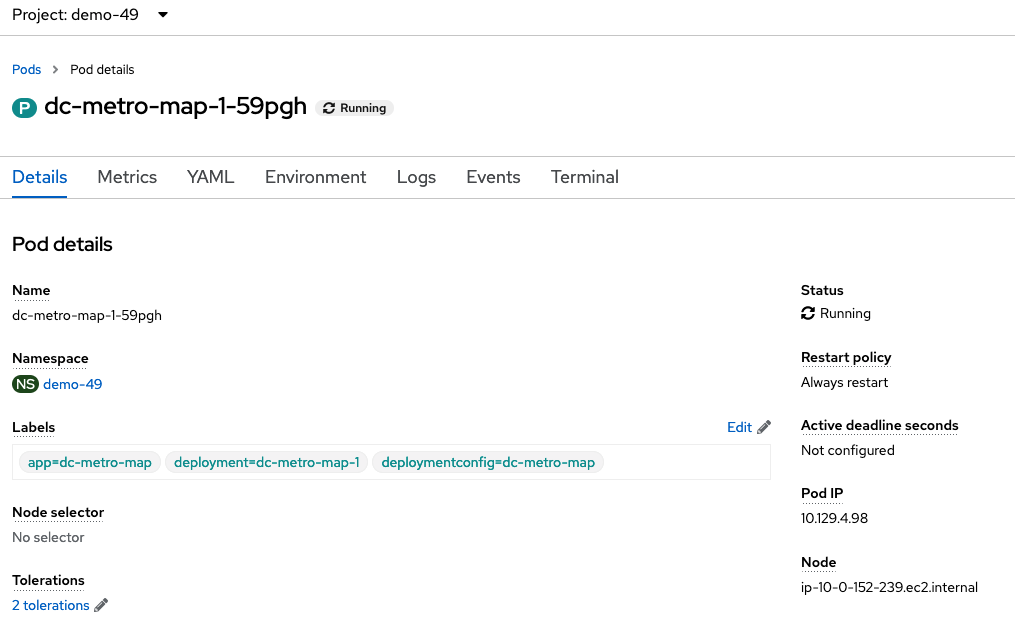 Project: demo-49
Pods > Pod details
P dc-metro-map-1-59pgh Running
Details Metrics YAML Environment Logs Events Terminal
Pod details
Name
dc-metro-map-1-59pgh
Namespace
NS demo-49
Labels Edit
app=dc-metro-map deployment=dc-metro-map-1 deploymentconfig=dc-metro-map
Node selector
No selector
Tolerations
2 tolerations
Status
Running
Restart policy
Always restart
Active deadline seconds
Not configured
Pod IP
10.129.4.98
Node
ip-10-0-152-239.ec2.internal